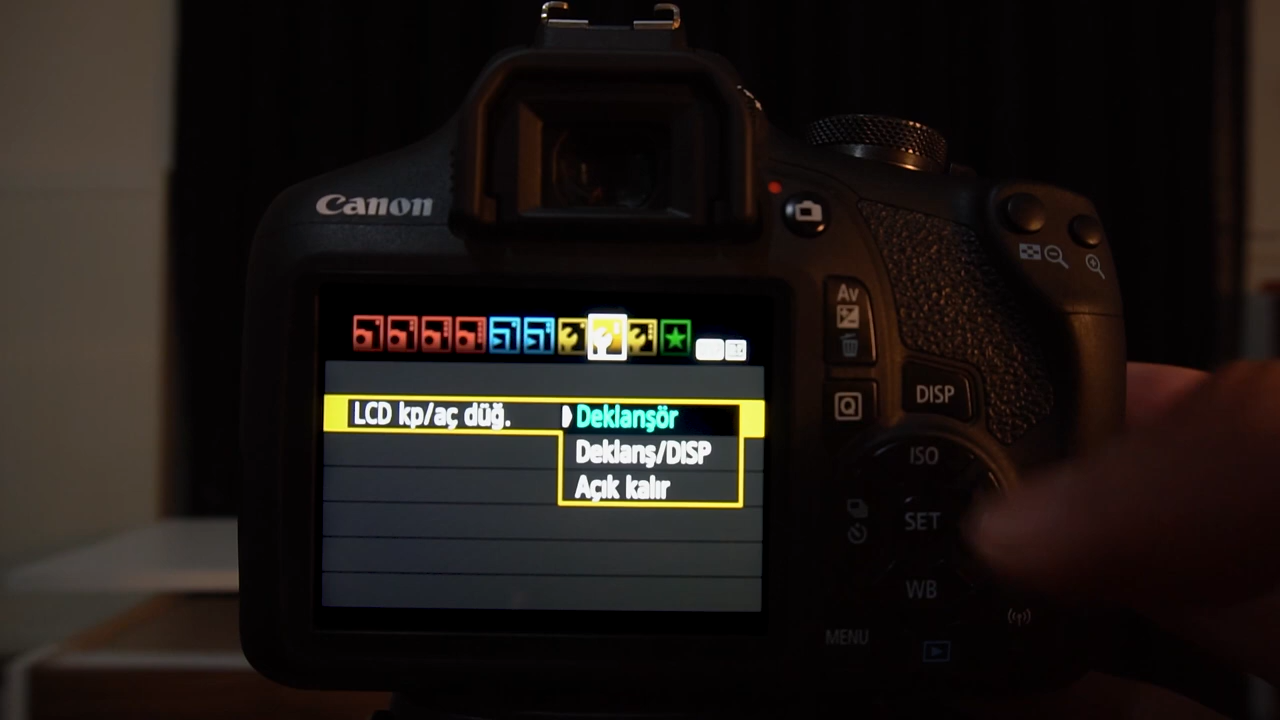 Canon
Av
Q
DISP
LCD kp/aç düğ.
Deklanşör
Deklanş/DISP
Açık kalır
ISO
SET
WB
MENU